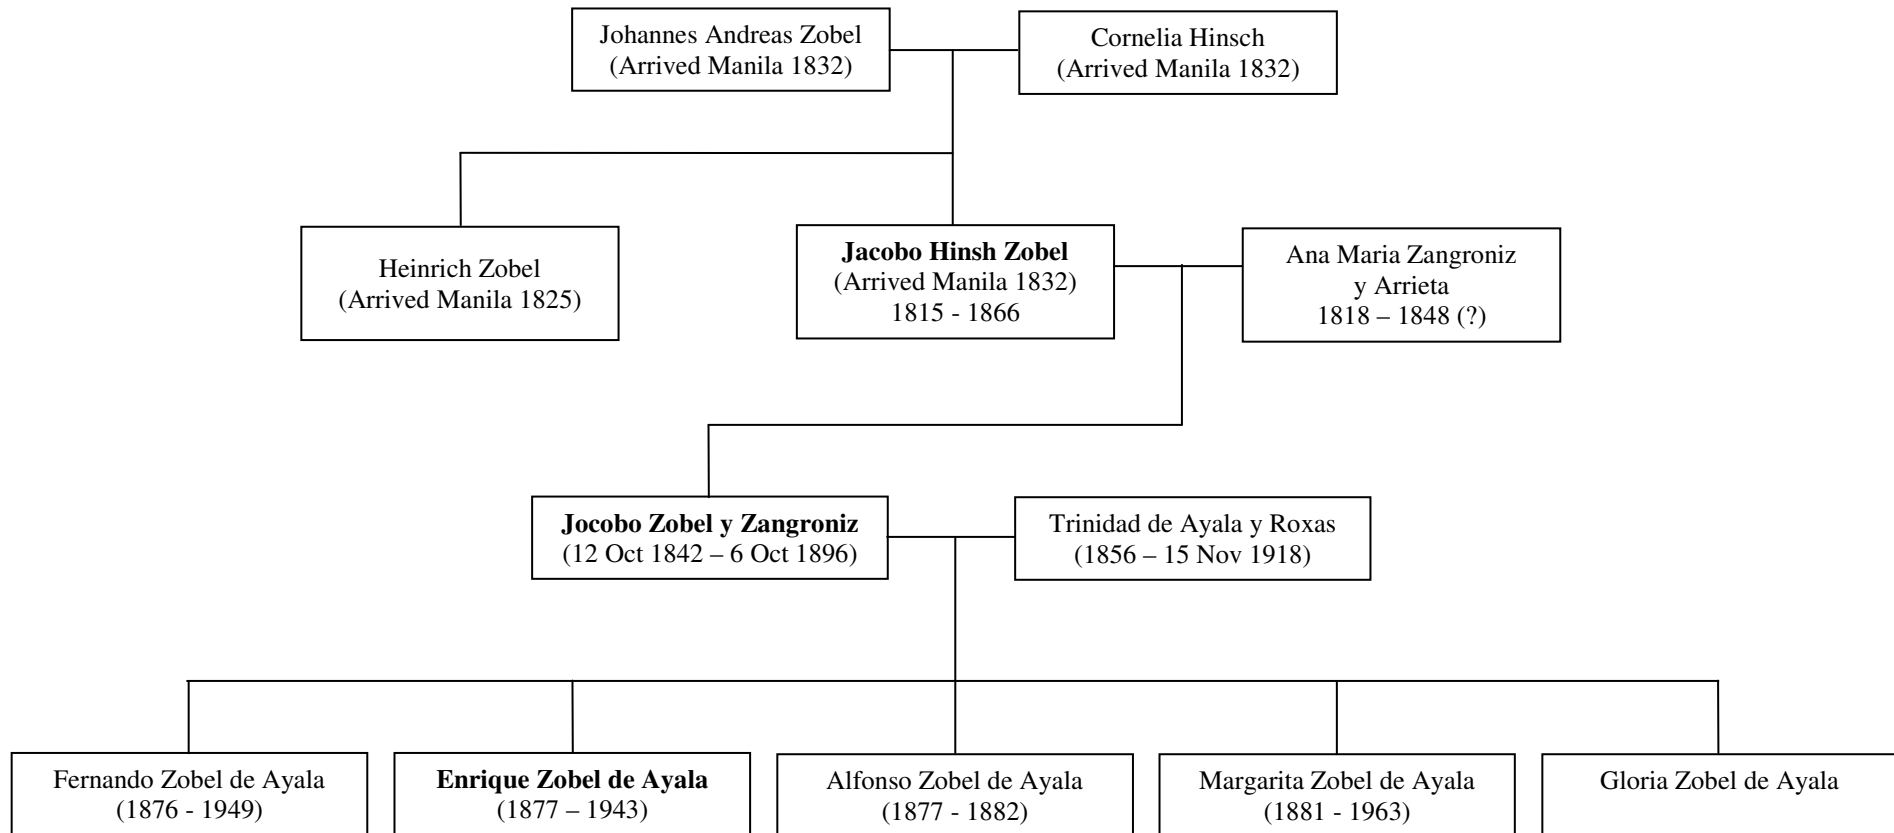 Johannes Andreas Zobel
(Arrived Manila 1832)
Cornelia Hinsch
(Arrived Manila 1832)
Heinrich Zobel
(Arrived Manila 1825)
Jacobo Hinsh Zobel
(Arrived Manila 1832)
1815 - 1866
Ana Maria Zangroniz
y Arrieta
1818 – 1848 (?)
Jocobo Zobel y Zangroniz
(12 Oct 1842 – 6 Oct 1896)
Trinidad de Ayala y Roxas
(1856 – 15 Nov 1918)
Fernando Zobel de Ayala
(1876 - 1949)
Enrique Zobel de Ayala
(1877 – 1943)
Alfonso Zobel de Ayala
(1877 - 1882)
Margarita Zobel de Ayala
(1881 - 1963)
Gloria Zobel de Ayala